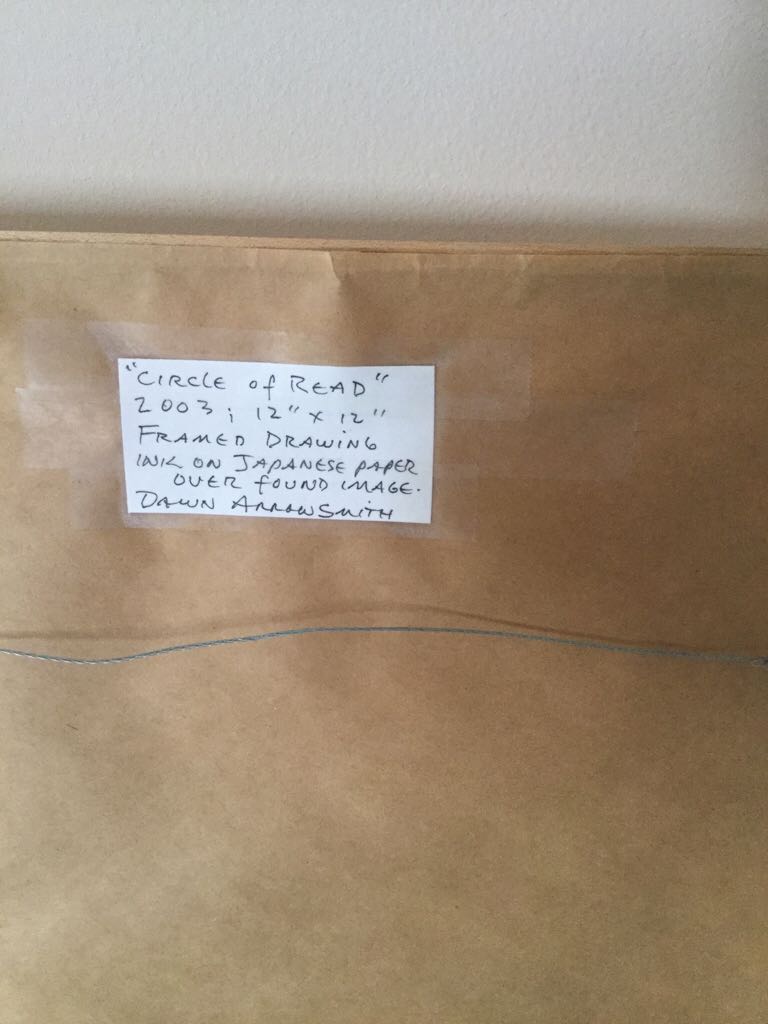 "CIRCLE of READ"
2003; 12" x 12"
FRAMED DRAWING
INK ON JAPANESE PAPER
OVER FOUND IMAGE.
DAWN ARROWSMITH